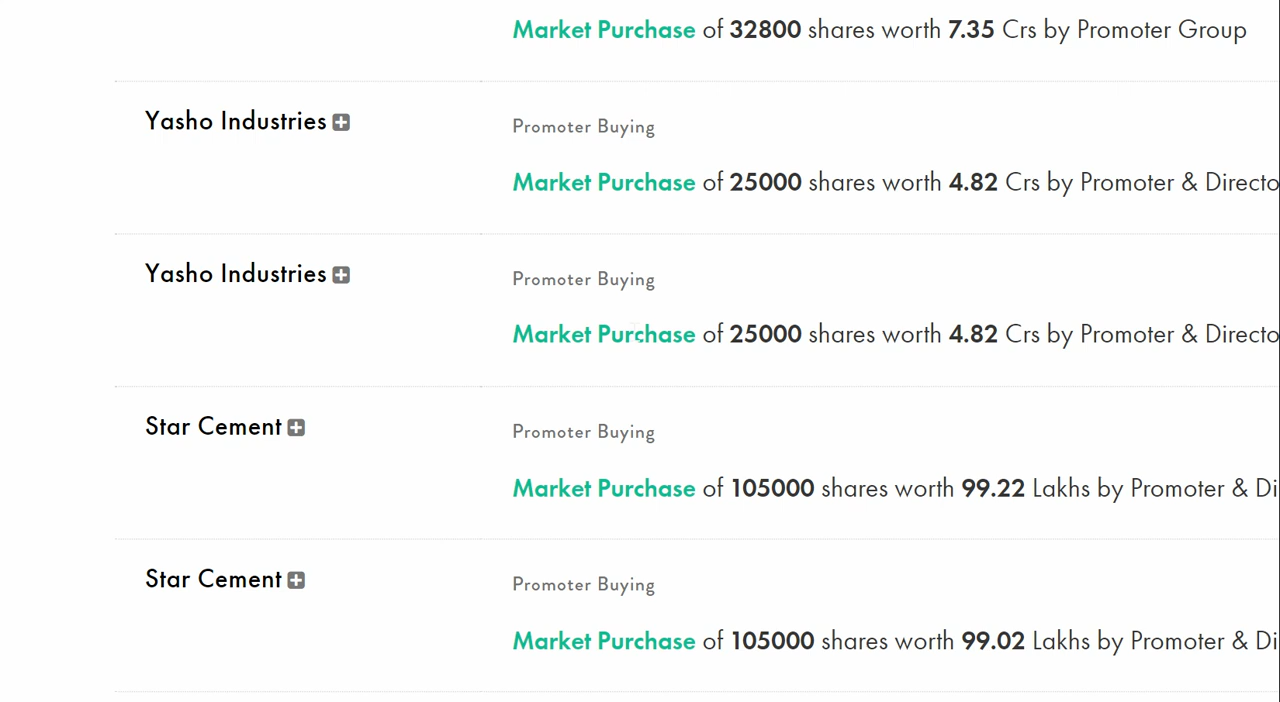 Market Purchase of 32800 shares worth 7.35 Crs by Promoter Group
Yasho Industries
Promoter Buying
Market Purchase of 25000 shares worth 4.82 Crs by Promoter & Directo
Yasho Industries
Promoter Buying
Market Purchase of 25000 shares worth 4.82 Crs by Promoter & Directo
Star Cement
Promoter Buying
Market Purchase of 105000 shares worth 99.22 Lakhs by Promoter & Di
Star Cement
Promoter Buying
Market Purchase of 105000 shares worth 99.02 Lakhs by Promoter & Di